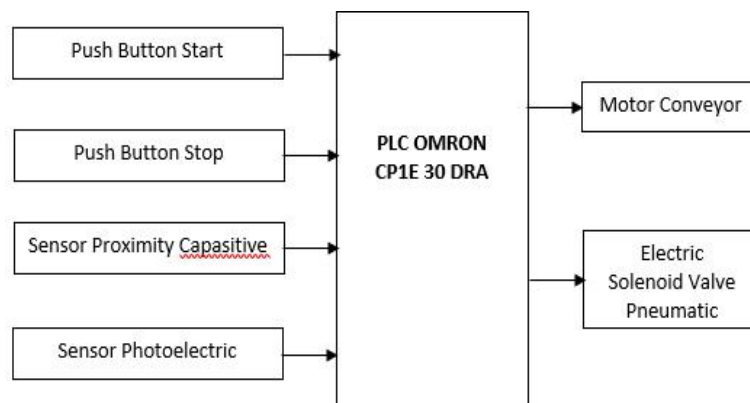 Push Button Start
Push Button Stop
Sensor Proximity Capasitive
Sensor Photoelectric
PLC OMRON
CP1E 30 DRA
Motor Conveyor
Electric
Solenoid Valve
Pneumatic